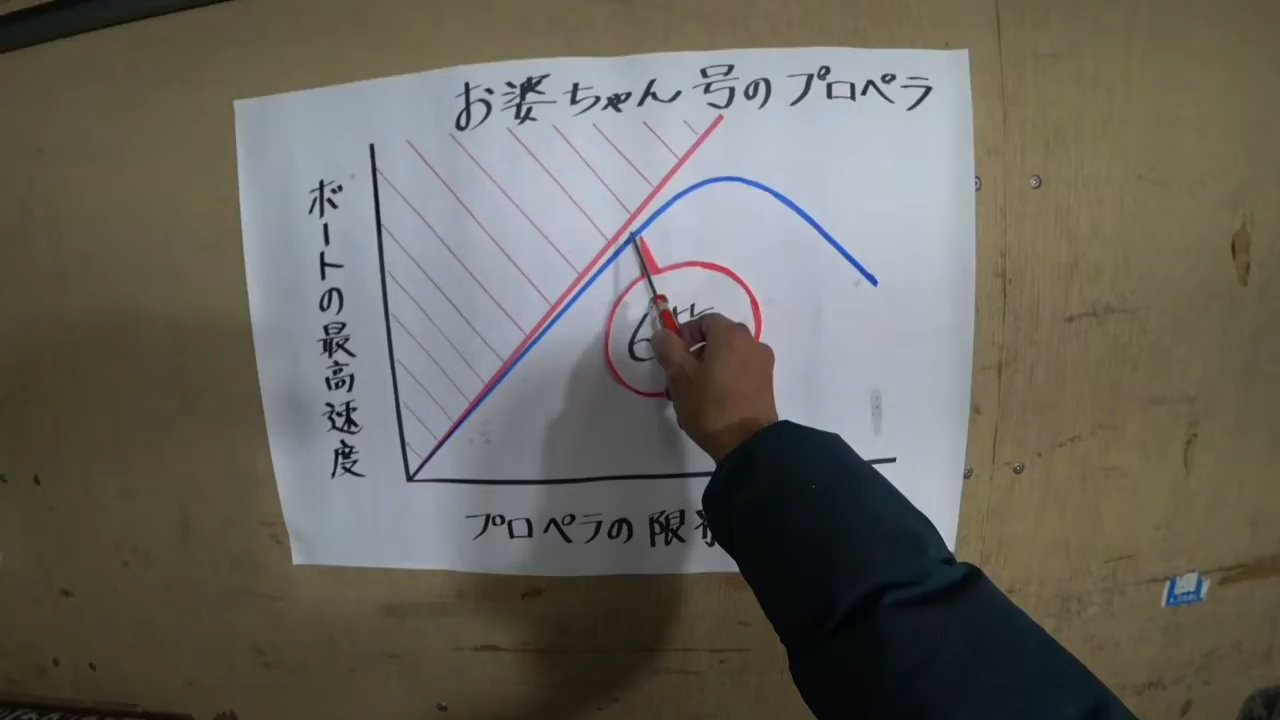 お婆ちゃん号のプロペラ
ボートの最高速度
6
プロペラの限